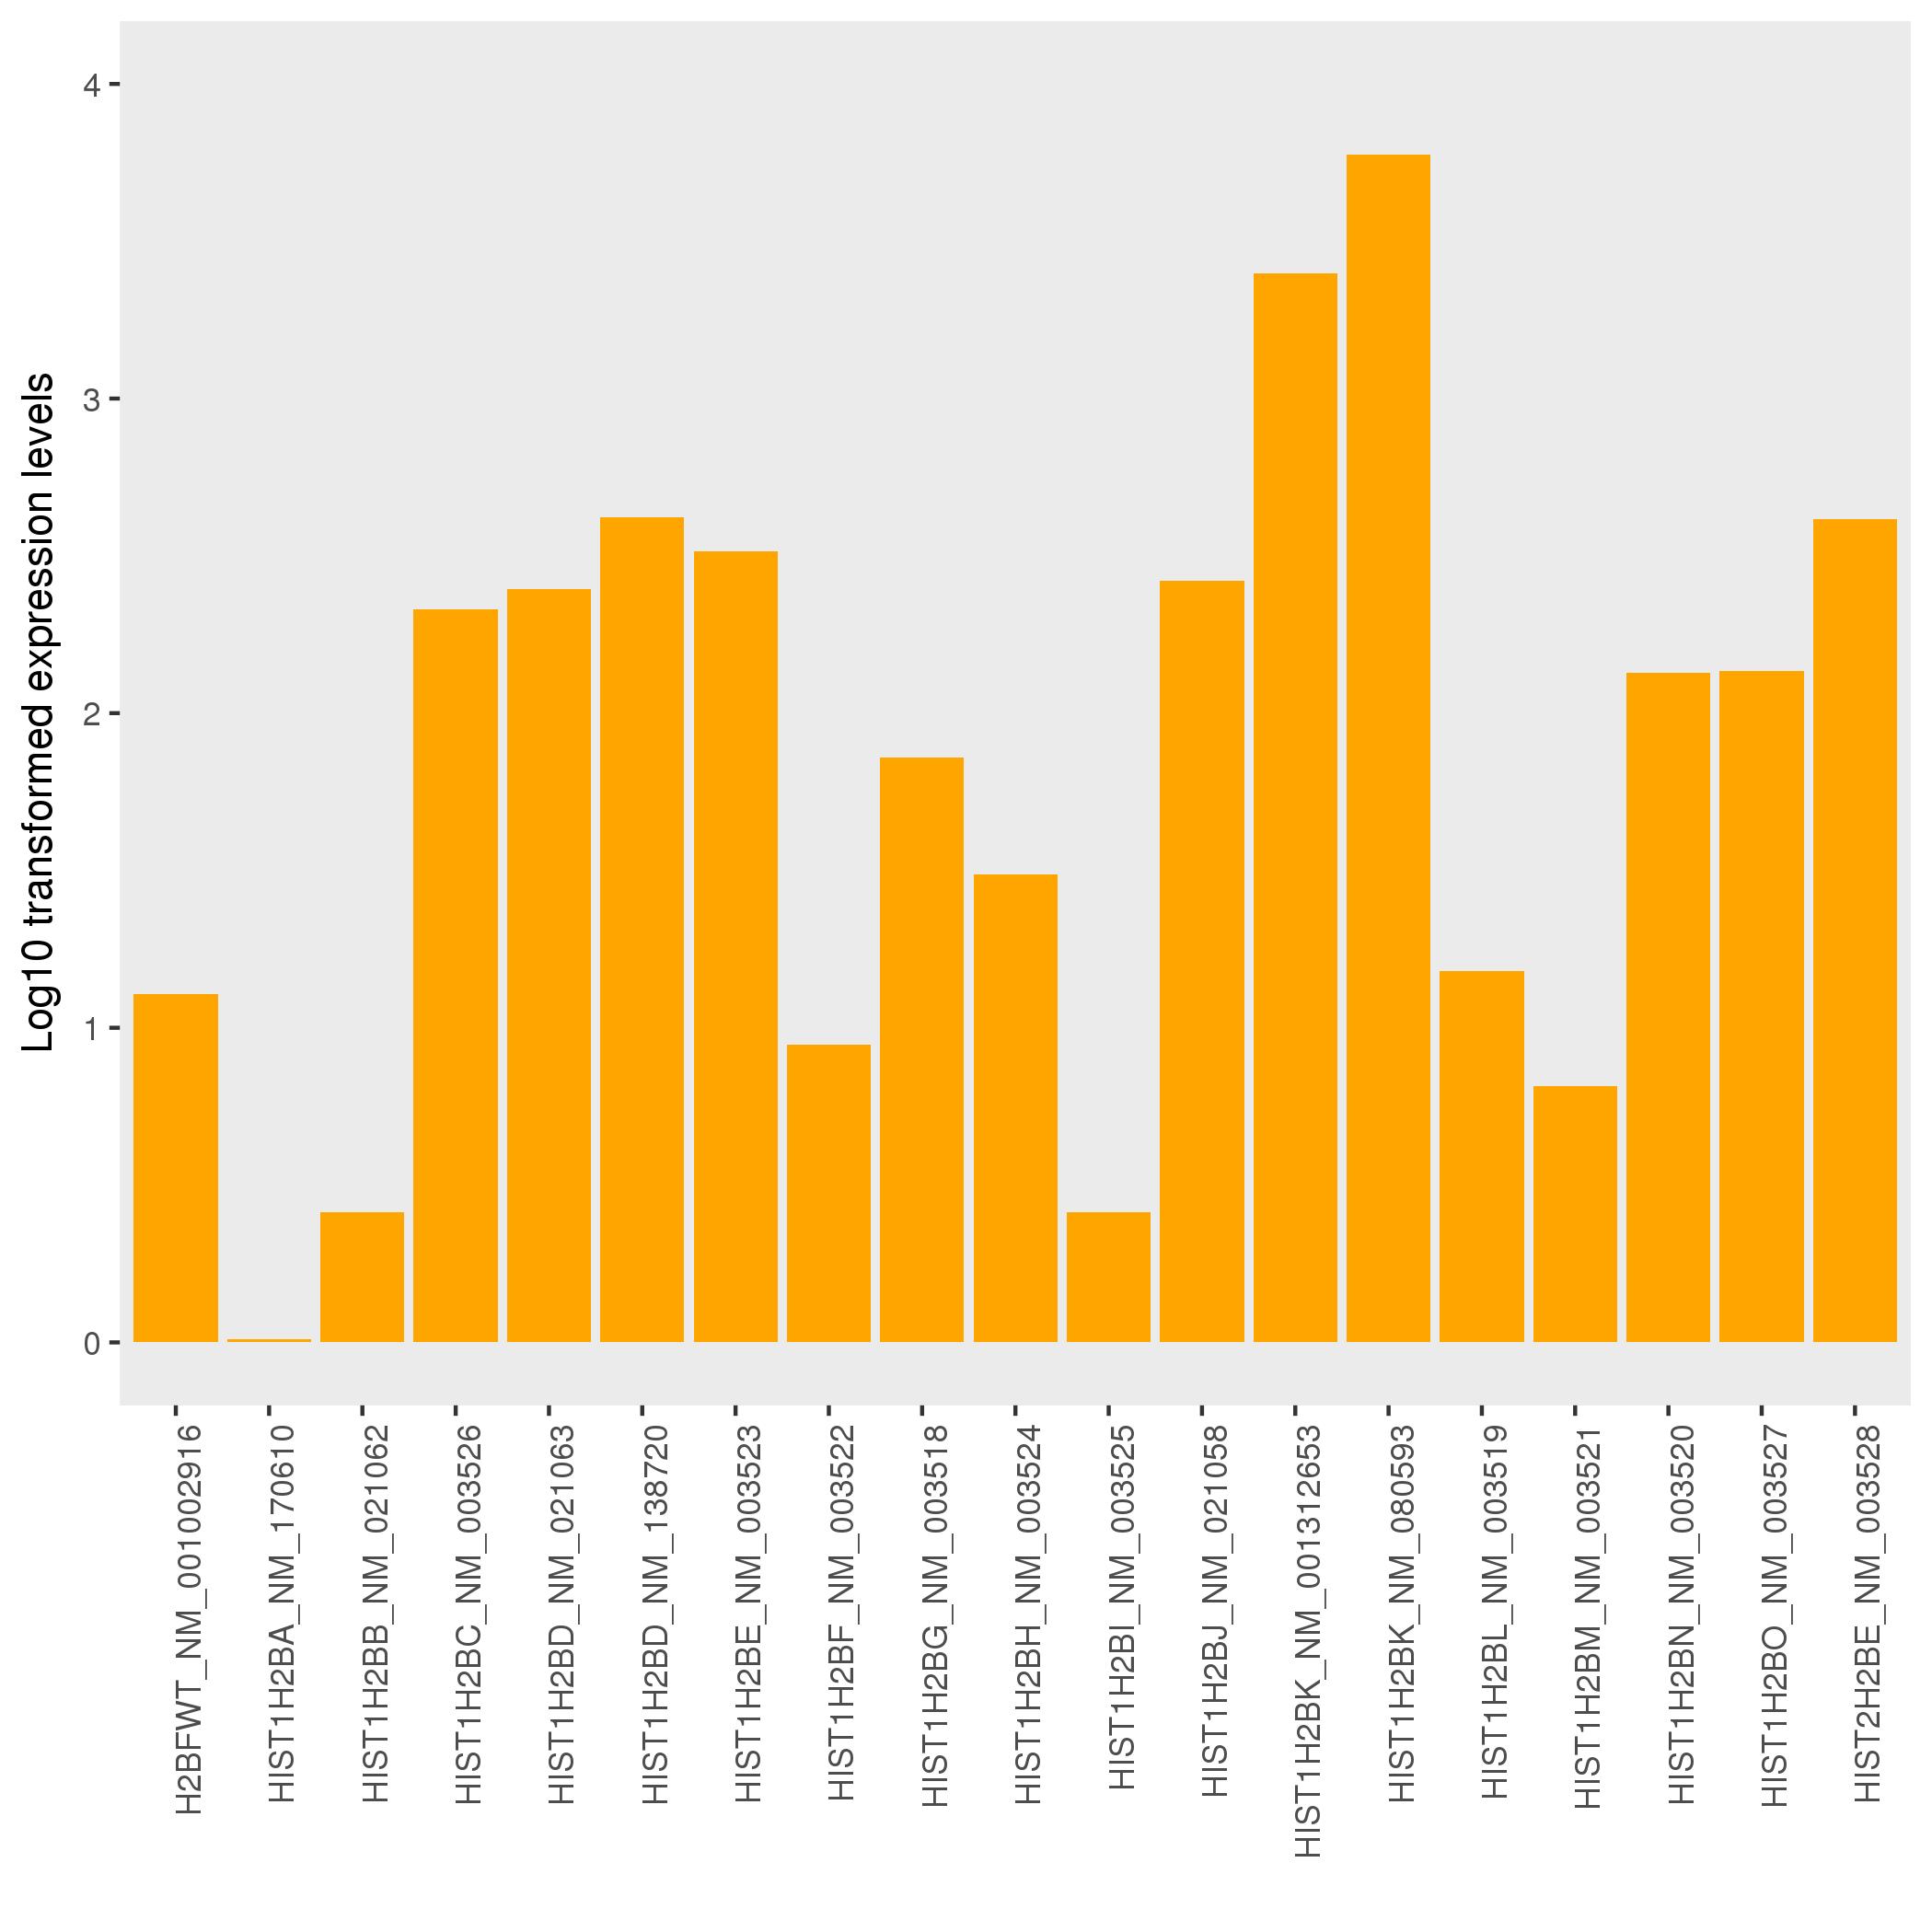 Log10 transformed expression levels
4
3
2
1
0
H2BFWT_NM_001002916
HIST1H2BA_NM_170610
HIST1H2BB_NM_021062
HIST1H2BC_NM_003526
HIST1H2BD_NM_021063
HIST1H2BD_NM_138720
HIST1H2BE_NM_003523
HIST1H2BF_NM_003522
HIST1H2BG_NM_003518
HIST1H2BH_NM_003524
HIST1H2BI_NM_003525
HIST1H2BJ_NM_021058
HIST1H2BK_NM_001312653
HIST1H2BK_NM_080593
HIST1H2BL_NM_003519
HIST1H2BM_NM_003521
HIST1H2BN_NM_003520
HIST1H2BO_NM_003527
HIST2H2BE_NM_003528